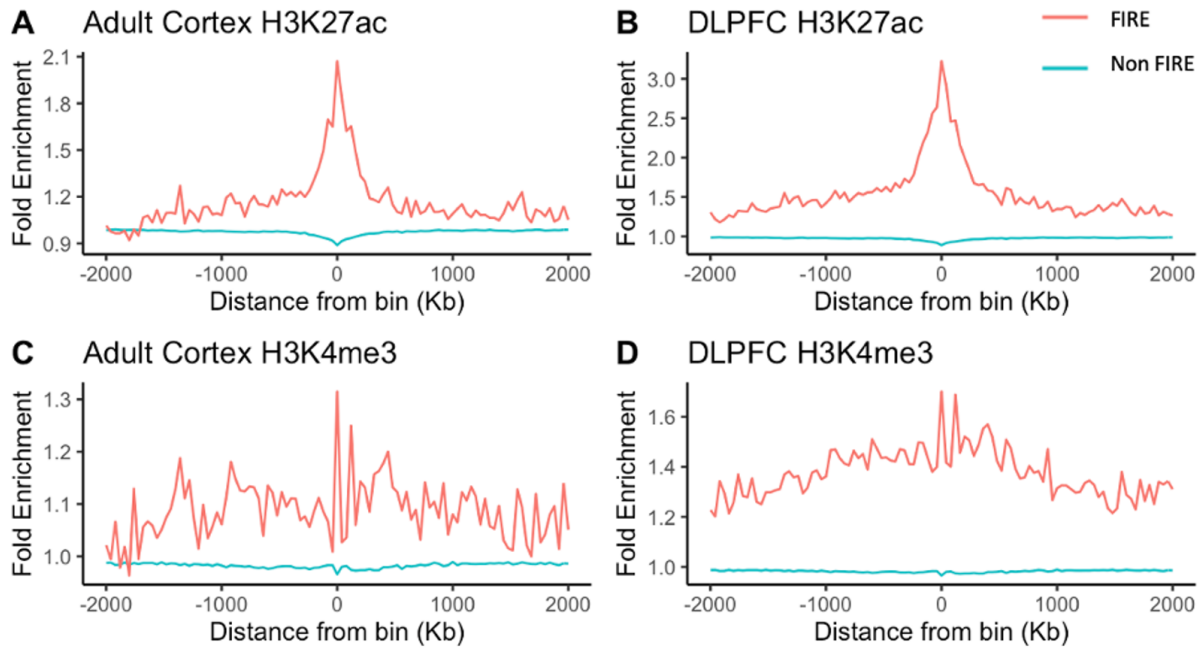 A Adult Cortex H3K27ac
Fold Enrichment
2.1
1.8
1.5
1.2
0.9
-2000 -1000 0 1000 2000
Distance from bin (Kb)
B DLPFC H3K27ac
Fold Enrichment
3.0
2.5
2.0
1.5
1.0
-2000 -1000 0 1000 2000
Distance from bin (Kb)
FIRE
Non FIRE
C Adult Cortex H3K4me3
Fold Enrichment
1.3
1.2
1.1
1.0
-2000 -1000 0 1000 2000
Distance from bin (Kb)
D DLPFC H3K4me3
Fold Enrichment
1.6
1.4
1.2
1.0
-2000 -1000 0 1000 2000
Distance from bin (Kb)